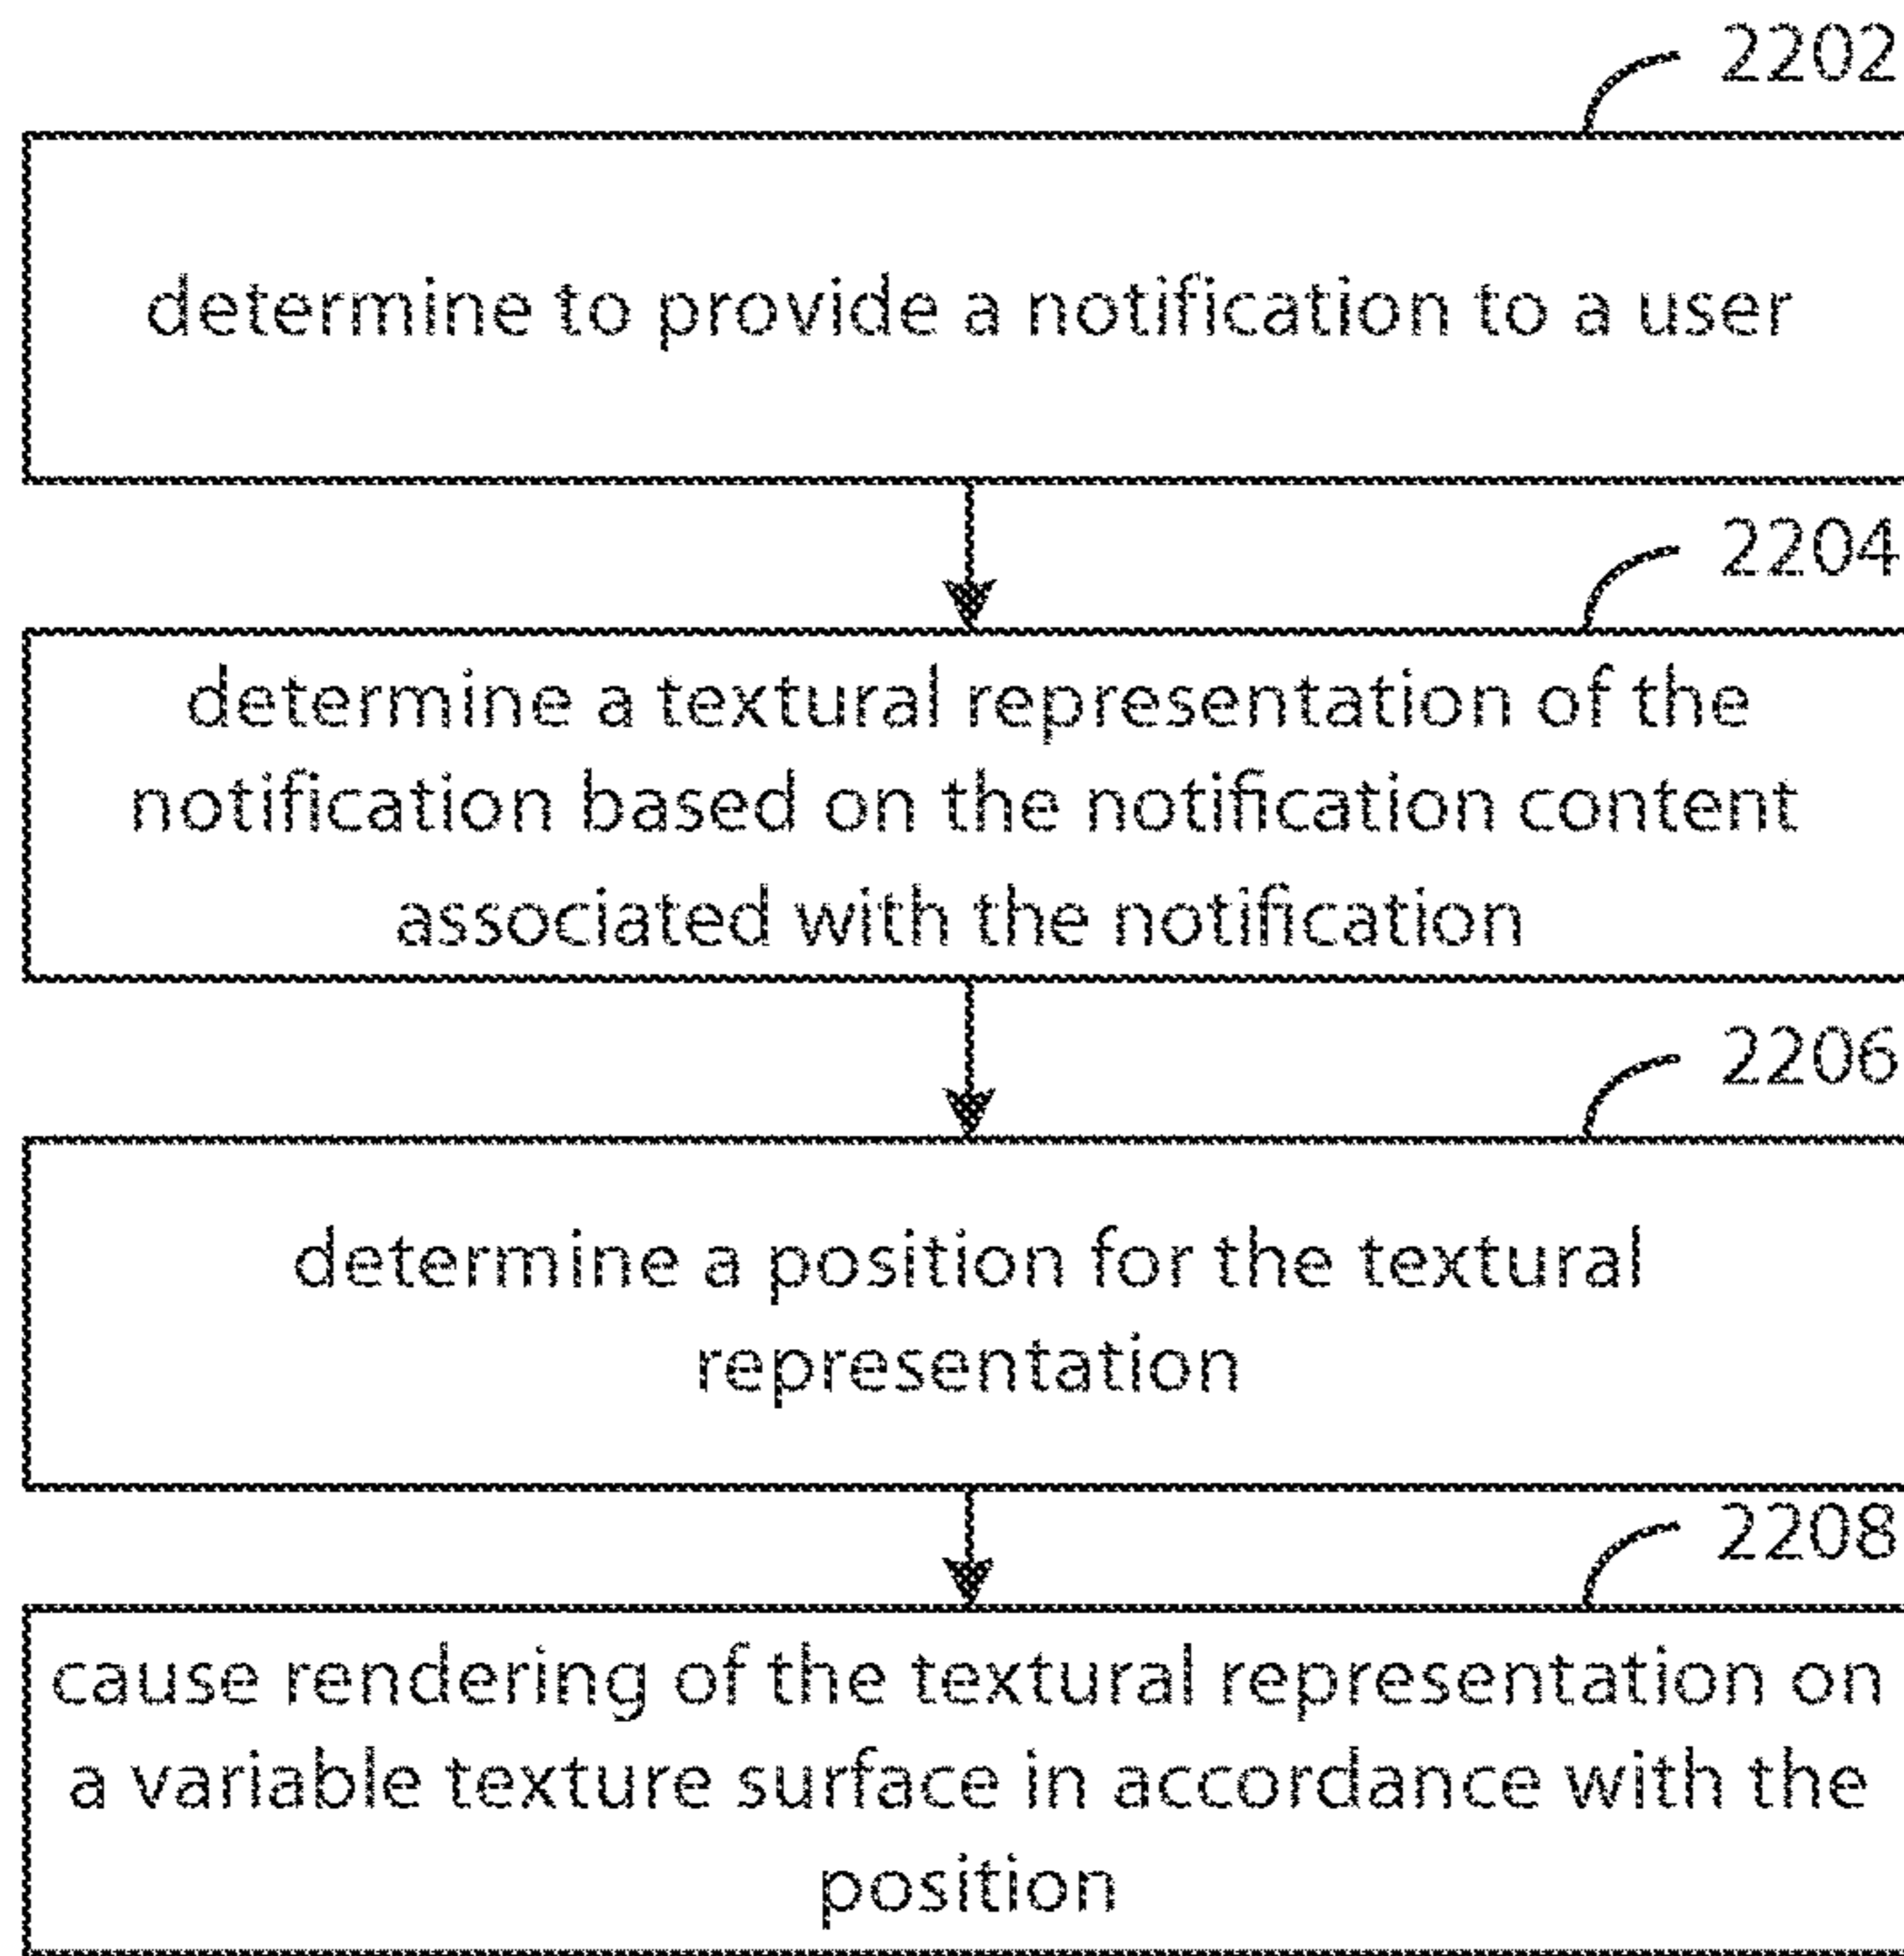 2202
determine to provide a notification to a user
2204
determine a textural representation of the
notification based on the notification content
associated with the notification
2206
determine a position for the textural
representation
2208
cause rendering of the textural representation on
a variable texture surface in accordance with the
position